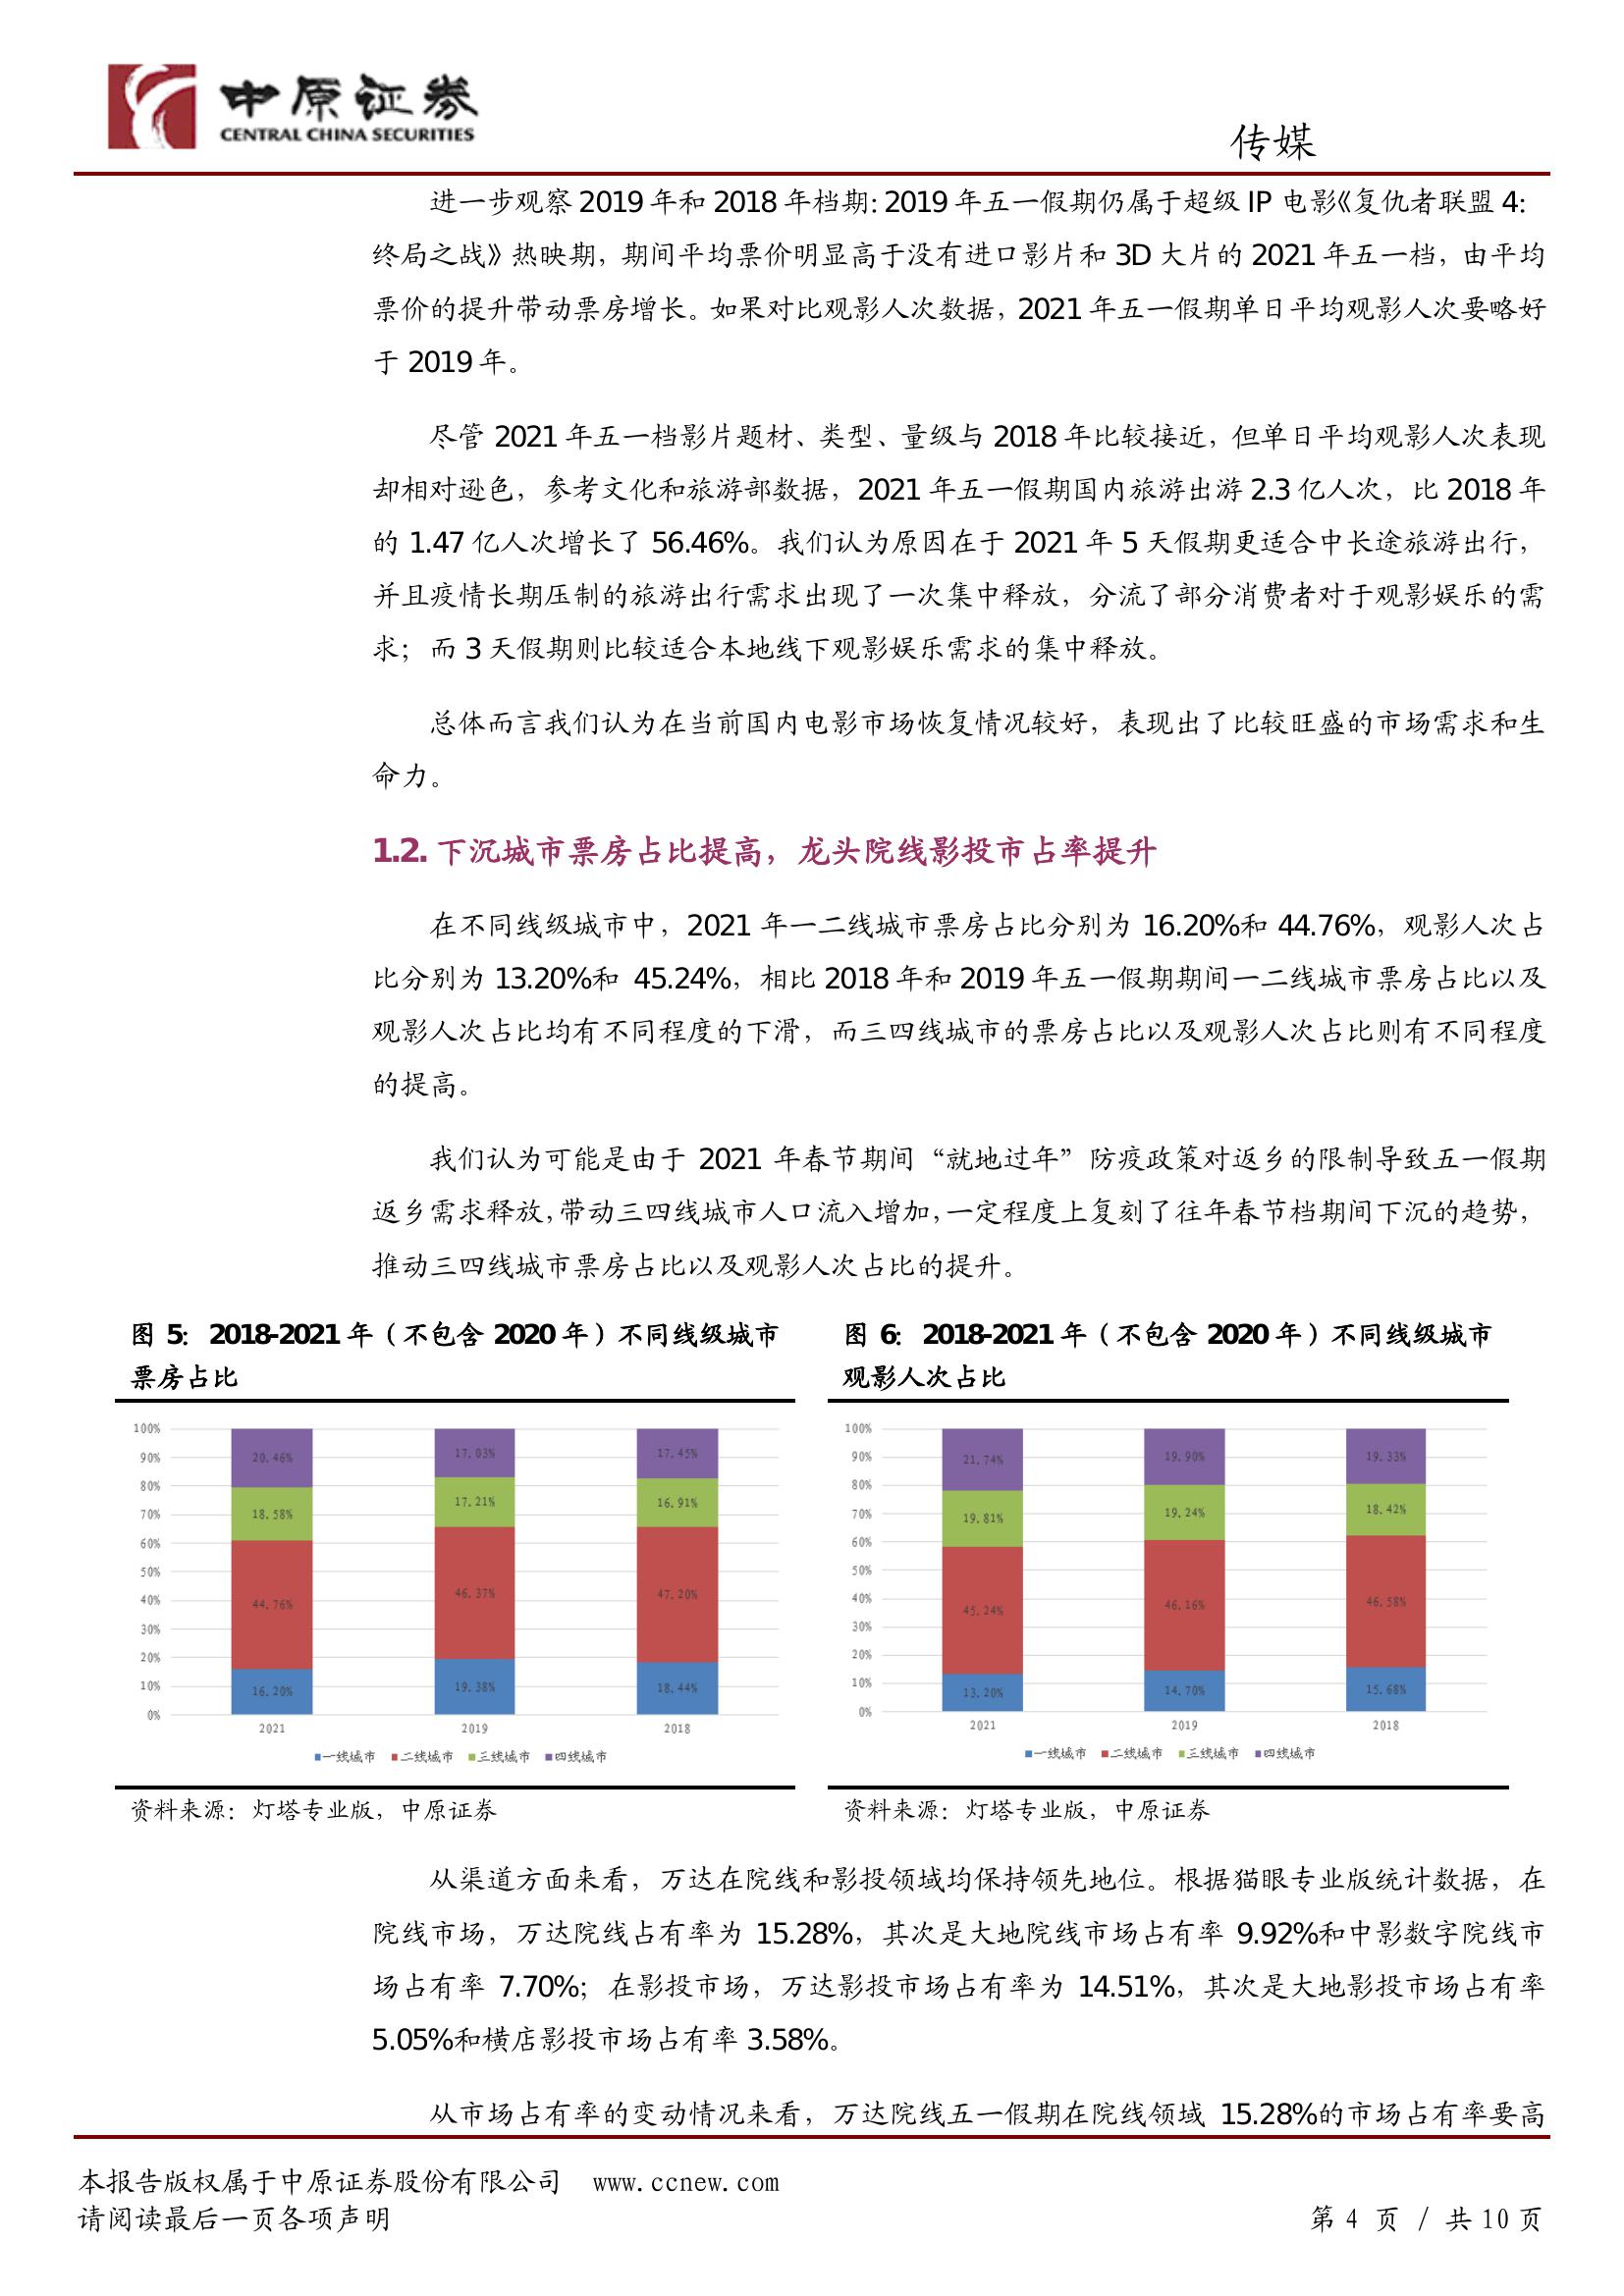 中原证券
CENTRAL CHINA SECURITIES
传媒
进一步观察 2019 年和 2018 年档期：2019 年五一假期仍属于超级 IP 电影《复仇者联盟 4：
终局之战》热映期，期间平均票价明显高于没有进口影片和 3D 大片的 2021 年五一档，由平均
票价的提升带动票房增长。如果对比观影人次数据，2021 年五一假期单日平均观影人次要略好
于 2019 年。
尽管 2021 年五一档影片题材、类型、量级与 2018 年比较接近，但单日平均观影人次表现
却相对逊色，参考文化和旅游部数据，2021 年五一假期国内旅游出游 2.3 亿人次，比 2018 年
的 1.47 亿人次增长了 56.46%。我们认为原因在于 2021 年 5 天假期更适合中长途旅游出行，
并且疫情长期压制的旅游出行需求出现了一次集中释放，分流了部分消费者对于观影娱乐的需
求；而 3 天假期则比较适合本地线下观影娱乐需求的集中释放。
总体而言我们认为在当前国内电影市场恢复情况较好，表现出了比较旺盛的市场需求和生
命力。
1.2. 下沉城市票房占比提高，龙头院线影投市占率提升
在不同线级城市中，2021 年一二线城市票房占比分别为 16.20%和 44.76%，观影人次占
比分别为 13.20%和 45.24%，相比 2018 年和 2019 年五一假期期间一二线城市票房占比以及
观影人次占比均有不同程度的下滑，而三四线城市的票房占比以及观影人次占比则有不同程度
的提高。
我们认为可能是由于 2021 年春节期间“就地过年”防疫政策对返乡的限制导致五一假期
返乡需求释放，带动三四线城市人口流入增加，一定程度上复刻了往年春节档期间下沉的趋势，
推动三四线城市票房占比以及观影人次占比的提升。
图 5：2018-2021 年（不包含 2020 年）不同线级城市
票房占比
100%
90%
80%
70%
60%
50%
40%
30%
20%
10%
0%
20.46% 17.03% 17.45%
18.58% 17.21% 16.91%
44.76% 46.37% 47.20%
16.20% 19.38% 18.44%
2021 2019 2018
一线城市 二线城市 三线城市 四线城市
资料来源：灯塔专业版，中原证券
图 6：2018-2021 年（不包含 2020 年）不同线级城市
观影人次占比
100%
90%
80%
70%
60%
50%
40%
30%
20%
10%
0%
21.74% 19.90% 19.33%
19.81% 19.24% 18.42%
45.24% 46.16% 46.58%
13.20% 14.70% 15.68%
2021 2019 2018
一线城市 二线城市 三线城市 四线城市
资料来源：灯塔专业版，中原证券
从渠道方面来看，万达在院线和影投领域均保持领先地位。根据猫眼专业版统计数据，在
院线市场，万达院线占有率为 15.28%，其次是大地院线市场占有率 9.92%和中影数字院线市
场占有率 7.70%；在影投市场，万达影投市场占有率为 14.51%，其次是大地影投市场占有率
5.05%和横店影投市场占有率 3.58%。
从市场占有率的变动情况来看，万达院线五一假期在院线领域 15.28%的市场占有率要高
本报告版权属于中原证券股份有限公司 www.ccnew.com
请阅读最后一页各项声明
第 4 页 / 共 10 页